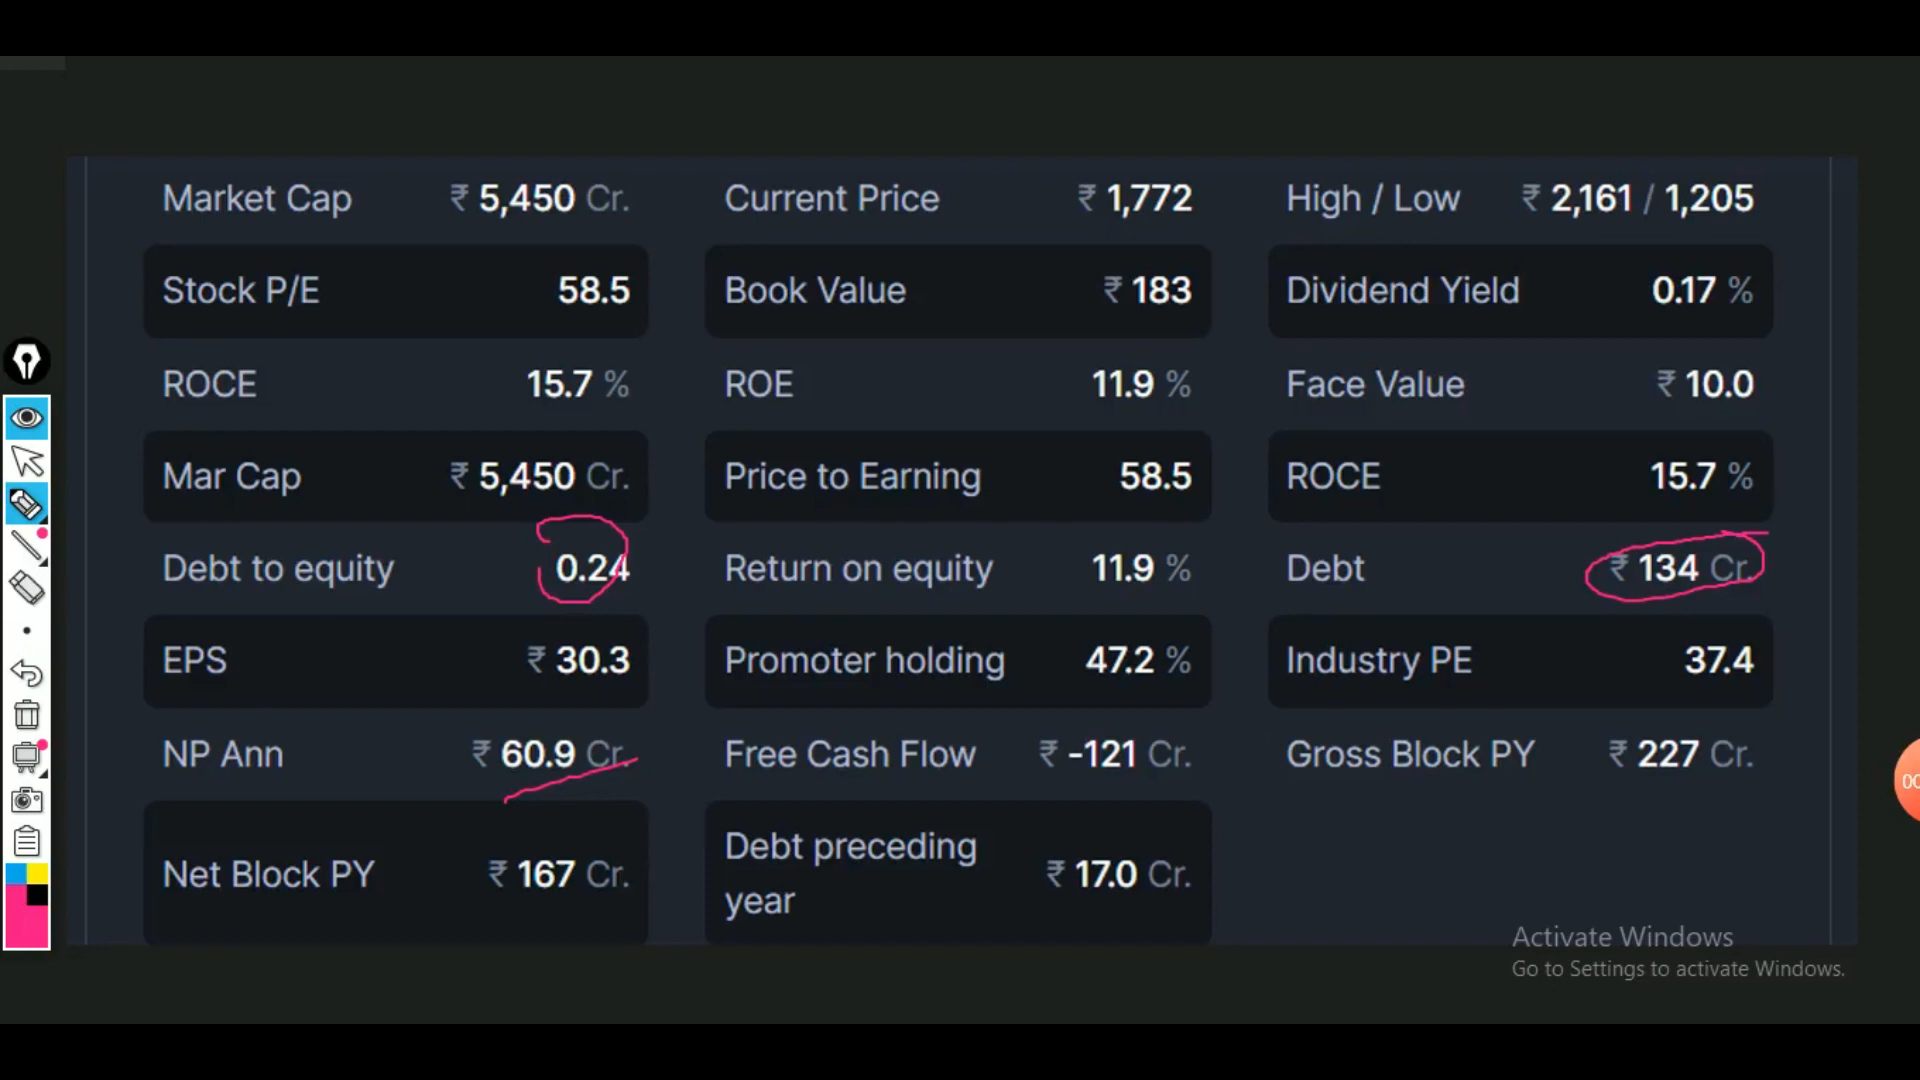 Market Cap ₹ 5,450 Cr. Current Price ₹ 1,772 High / Low ₹ 2,161 / 1,205
Stock P/E 58.5 Book Value ₹ 183 Dividend Yield 0.17 %
ROCE 15.7 % ROE 11.9 % Face Value ₹ 10.0
Mar Cap ₹ 5,450 Cr. Price to Earning 58.5 ROCE 15.7 %
Debt to equity 0.24 Return on equity 11.9 % Debt ₹ 134 Cr.
EPS ₹ 30.3 Promoter holding 47.2 % Industry PE 37.4
NP Ann ₹ 60.9 Cr. Free Cash Flow ₹ -121 Cr. Gross Block PY ₹ 227 Cr.
Net Block PY ₹ 167 Cr. Debt preceding year ₹ 17.0 Cr.
Activate Windows
Go to Settings to activate Windows.